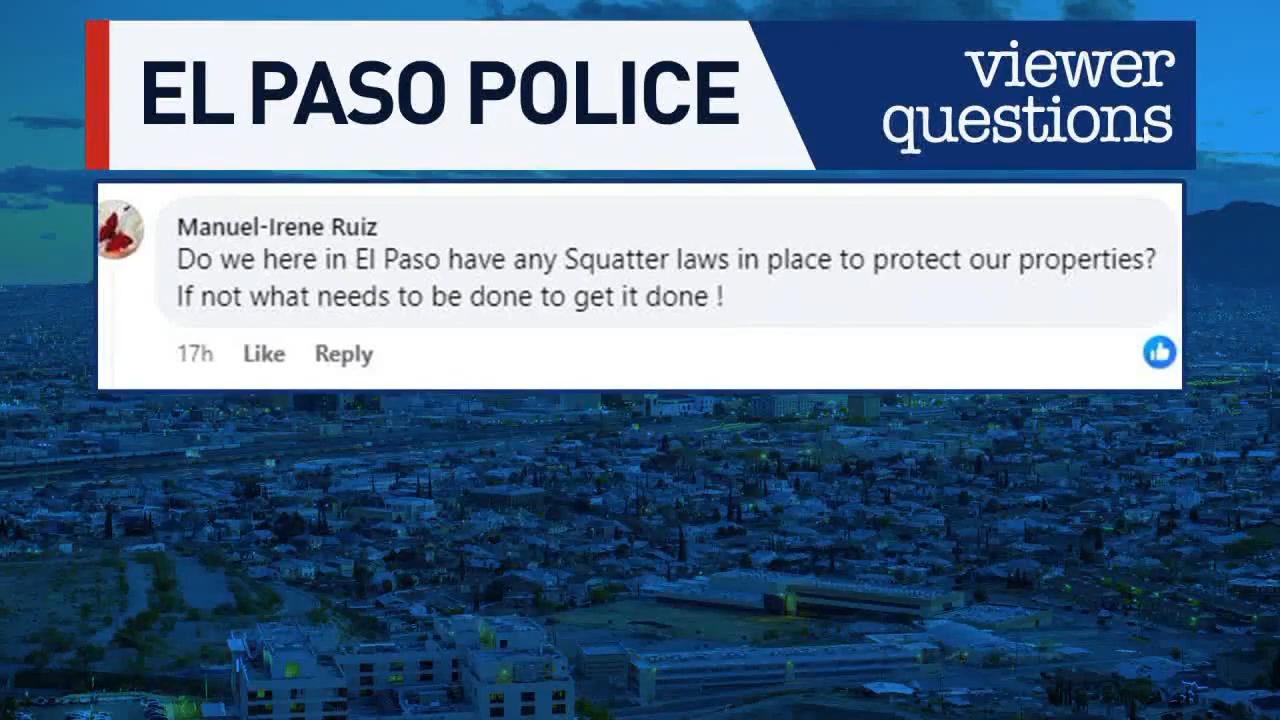 EL PASO POLICE
viewer
questions
Manuel-Irene Ruiz
Do we here in El Paso have any Squatter laws in place to protect our properties?
If not what needs to be done to get it done !
17h Like Reply